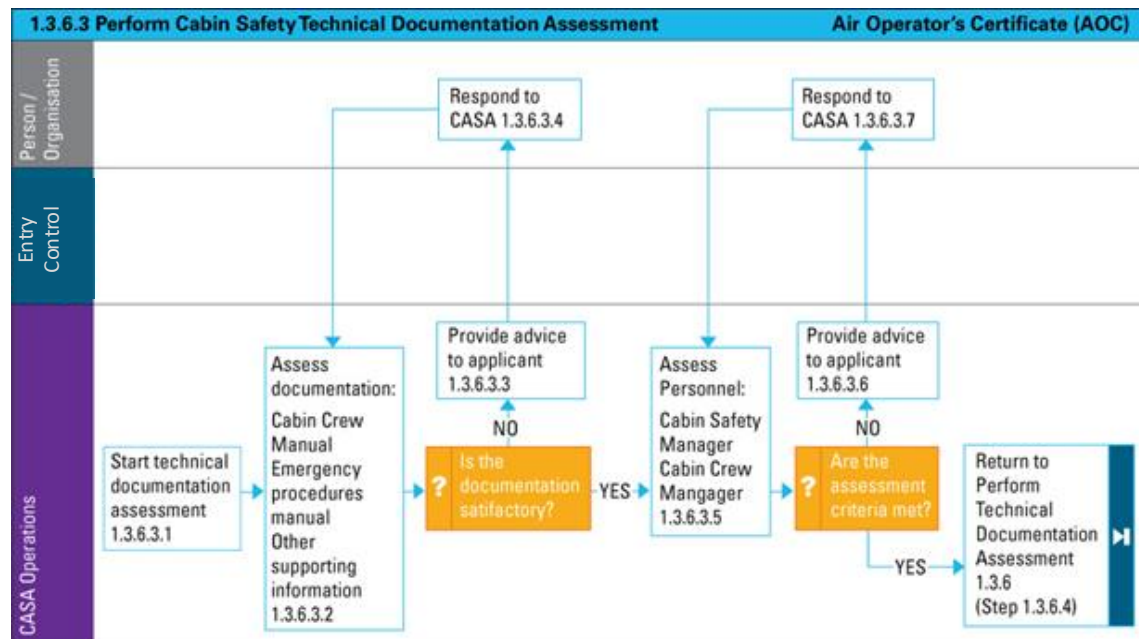 1.3.6.3 Perform Cabin Safety Technical Documentation Assessment
Air Operator's Certificate (AOC)
Person /
Organisation
Respond to
CASA 1.3.6.3.4
Respond to
CASA 1.3.6.3.7
Entry
Control
CASA Operations
Start technical
documentation
assessment
1.3.6.3.1
Assess
documentation:
Cabin Crew
Manual
Emergency
procedures
manual
Other
supporting
information
1.3.6.3.2
Provide advice
to applicant
1.3.6.3.3
NO
?
Is the
documentation
satifactory?
YES
Assess
Personnel:
Cabin Safety
Manager
Cabin Crew
Mangager
1.3.6.3.5
Provide advice
to applicant
1.3.6.3.6
NO
?
Are the
assessment
criteria met?
YES
Return to
Perform
Technical
Documentation
Assessment
1.3.6
(Step 1.3.6.4)